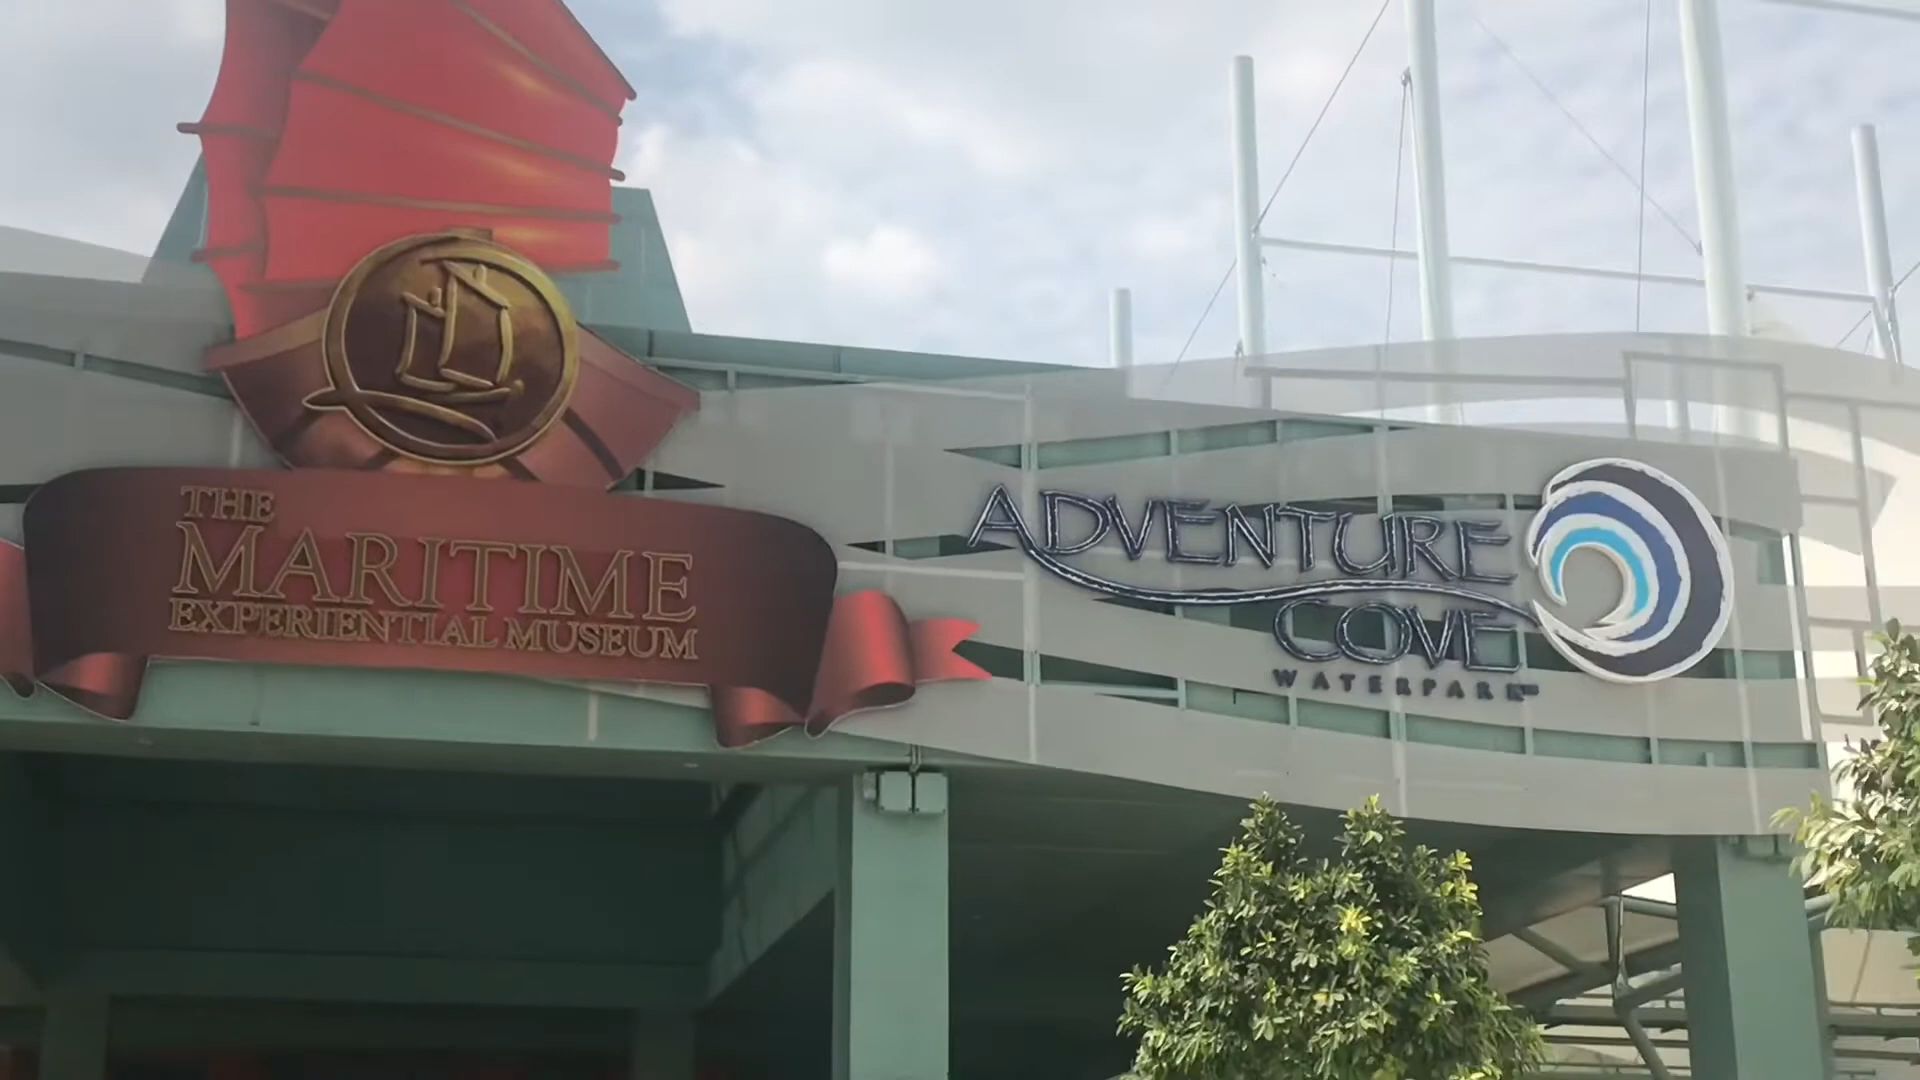 THE
MARITIME
EXPERIENTIAL MUSEUM
ADVENTURE
COVE
WATERPARK